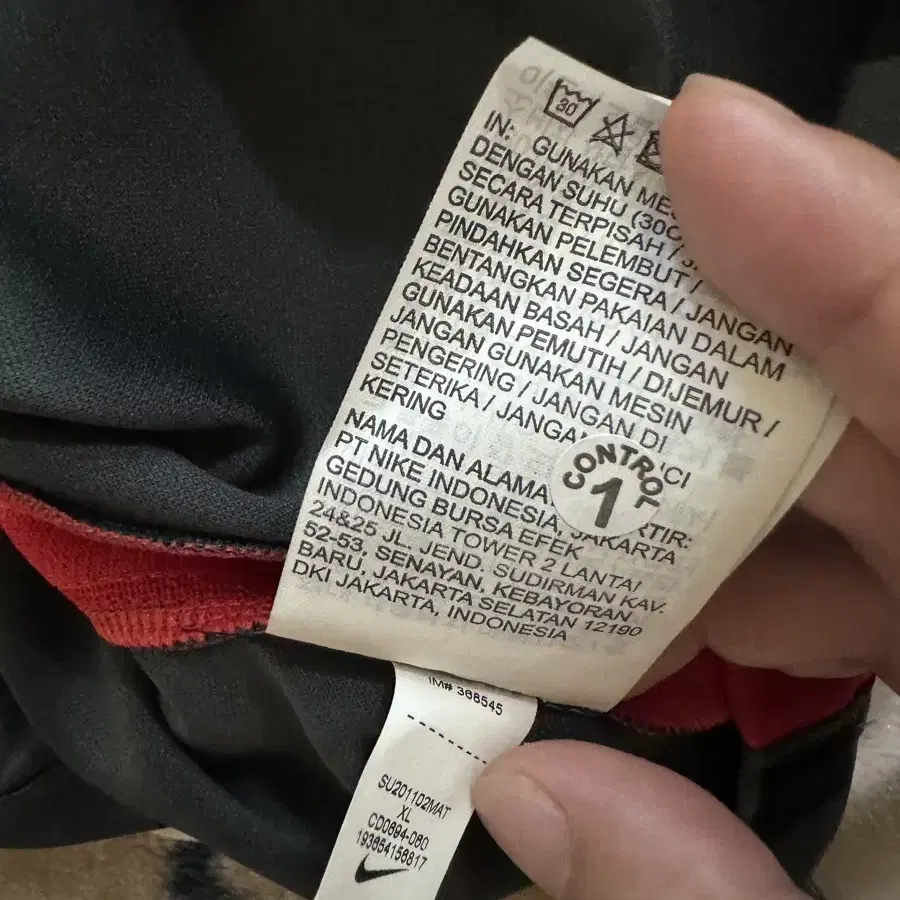 30
IN: GUNAKAN
DENGAN SUHU (30
SECARA TERPISAH /
GUNAKAN PELEMBUT /
PINDAHKAN SEGERA / JANGAN
BENTANGKAN PAKAIAN DALAM
KEADAAN BASAH / JANGAN
GUNAKAN PEMUTIH / DIJEMUR /
JANGAN GUNAKAN MESIN
PENGERING / JANGAN DI
SETERIKA / JANGAN CUCI
KERING
NAMA DAN ALAMAT
PT NIKE INDONESIA,
GEDUNG BURSA EFEK JAKARTA
INDONESIA TOWER 2 LANTAI
24&25 JL. JEND. SUDIRMAN KAV.
52-53, SENAYAN, KEBAYORAN
BARU, JAKARTA SELATAN 12190
DKI JAKARTA, INDONESIA
CONTROL
1
IM# 368545
SU201102MAT
XL
CD0894-080
193654156817